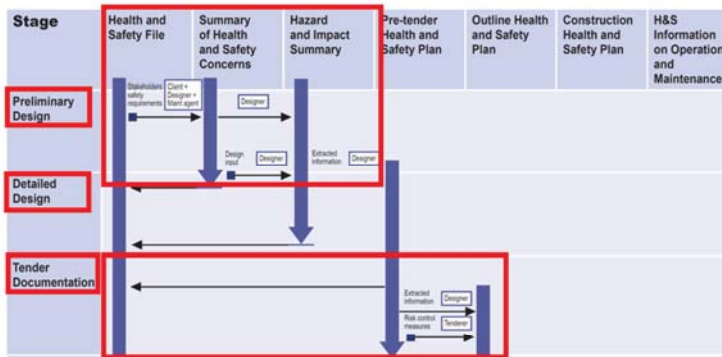 Stage
Health and
Safety File
Summary
of Health
and Safety
Concerns
Hazard
and Impact
Summary
Pre-tender
Health and
Safety Plan
Outline Health
and Safety
Plan
Construction
Health and
Safety Plan
H&S
Information
on Operation
and
Maintenance
Preliminary
Design
Stakeholders
safety
requirements
Client +
Designer +
Maint agent
Designer
Design
input
Designer
Extracted
information
Designer
Detailed
Design
Tender
Documentation
Extracted
information
Designer
Risk control
measures
Tenderer